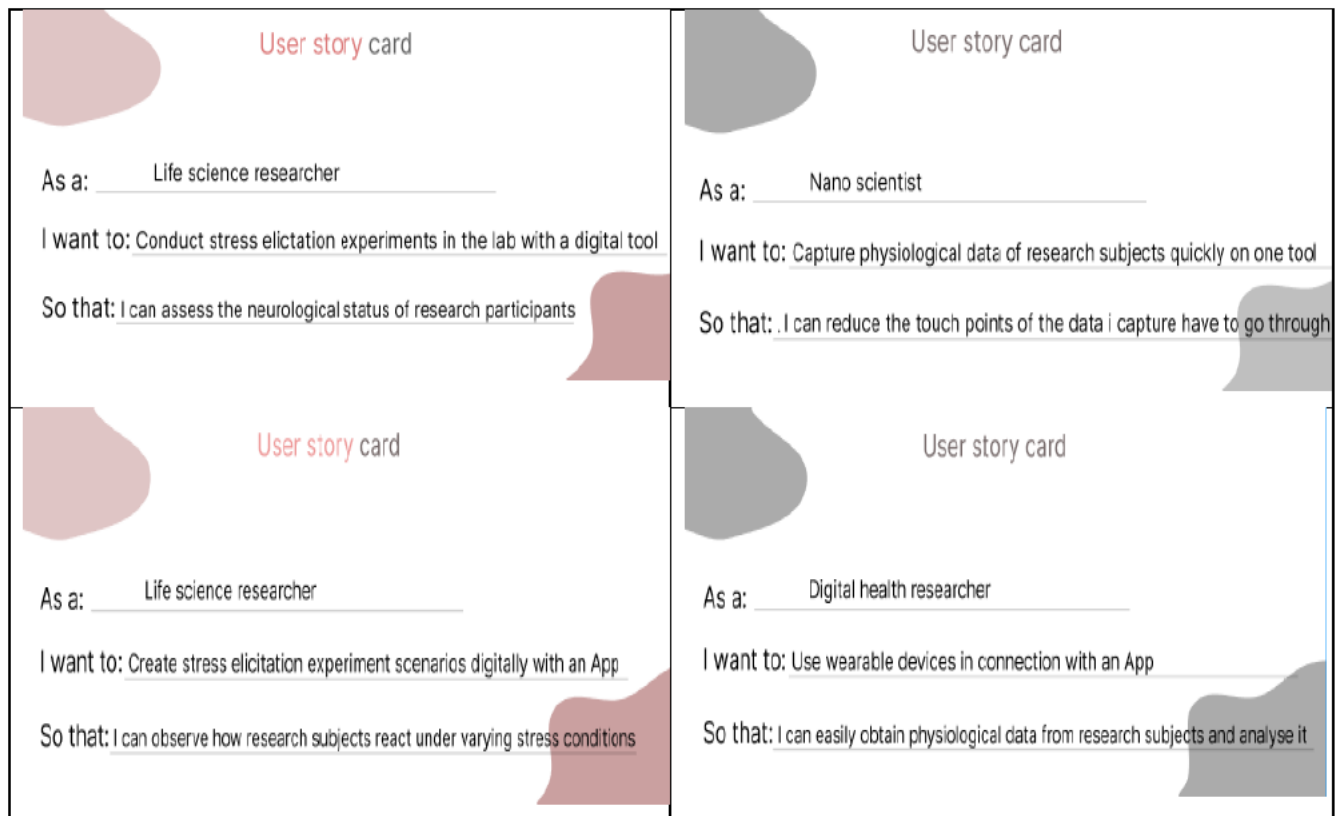 User story card
As a: Life science researcher
I want to: Conduct stress elictation experiments in the lab with a digital tool
So that: I can assess the neurological status of research participants
User story card
As a: Nano scientist
I want to: Capture physiological data of research subjects quickly on one tool
So that: . I can reduce the touch points of the data i capture have to go through
User story card
As a: Life science researcher
I want to: Create stress elicitation experiment scenarios digitally with an App
So that: I can observe how research subjects react under varying stress conditions
User story card
As a: Digital health researcher
I want to: Use wearable devices in connection with an App
So that: I can easily obtain physiological data from research subjects and analyse it